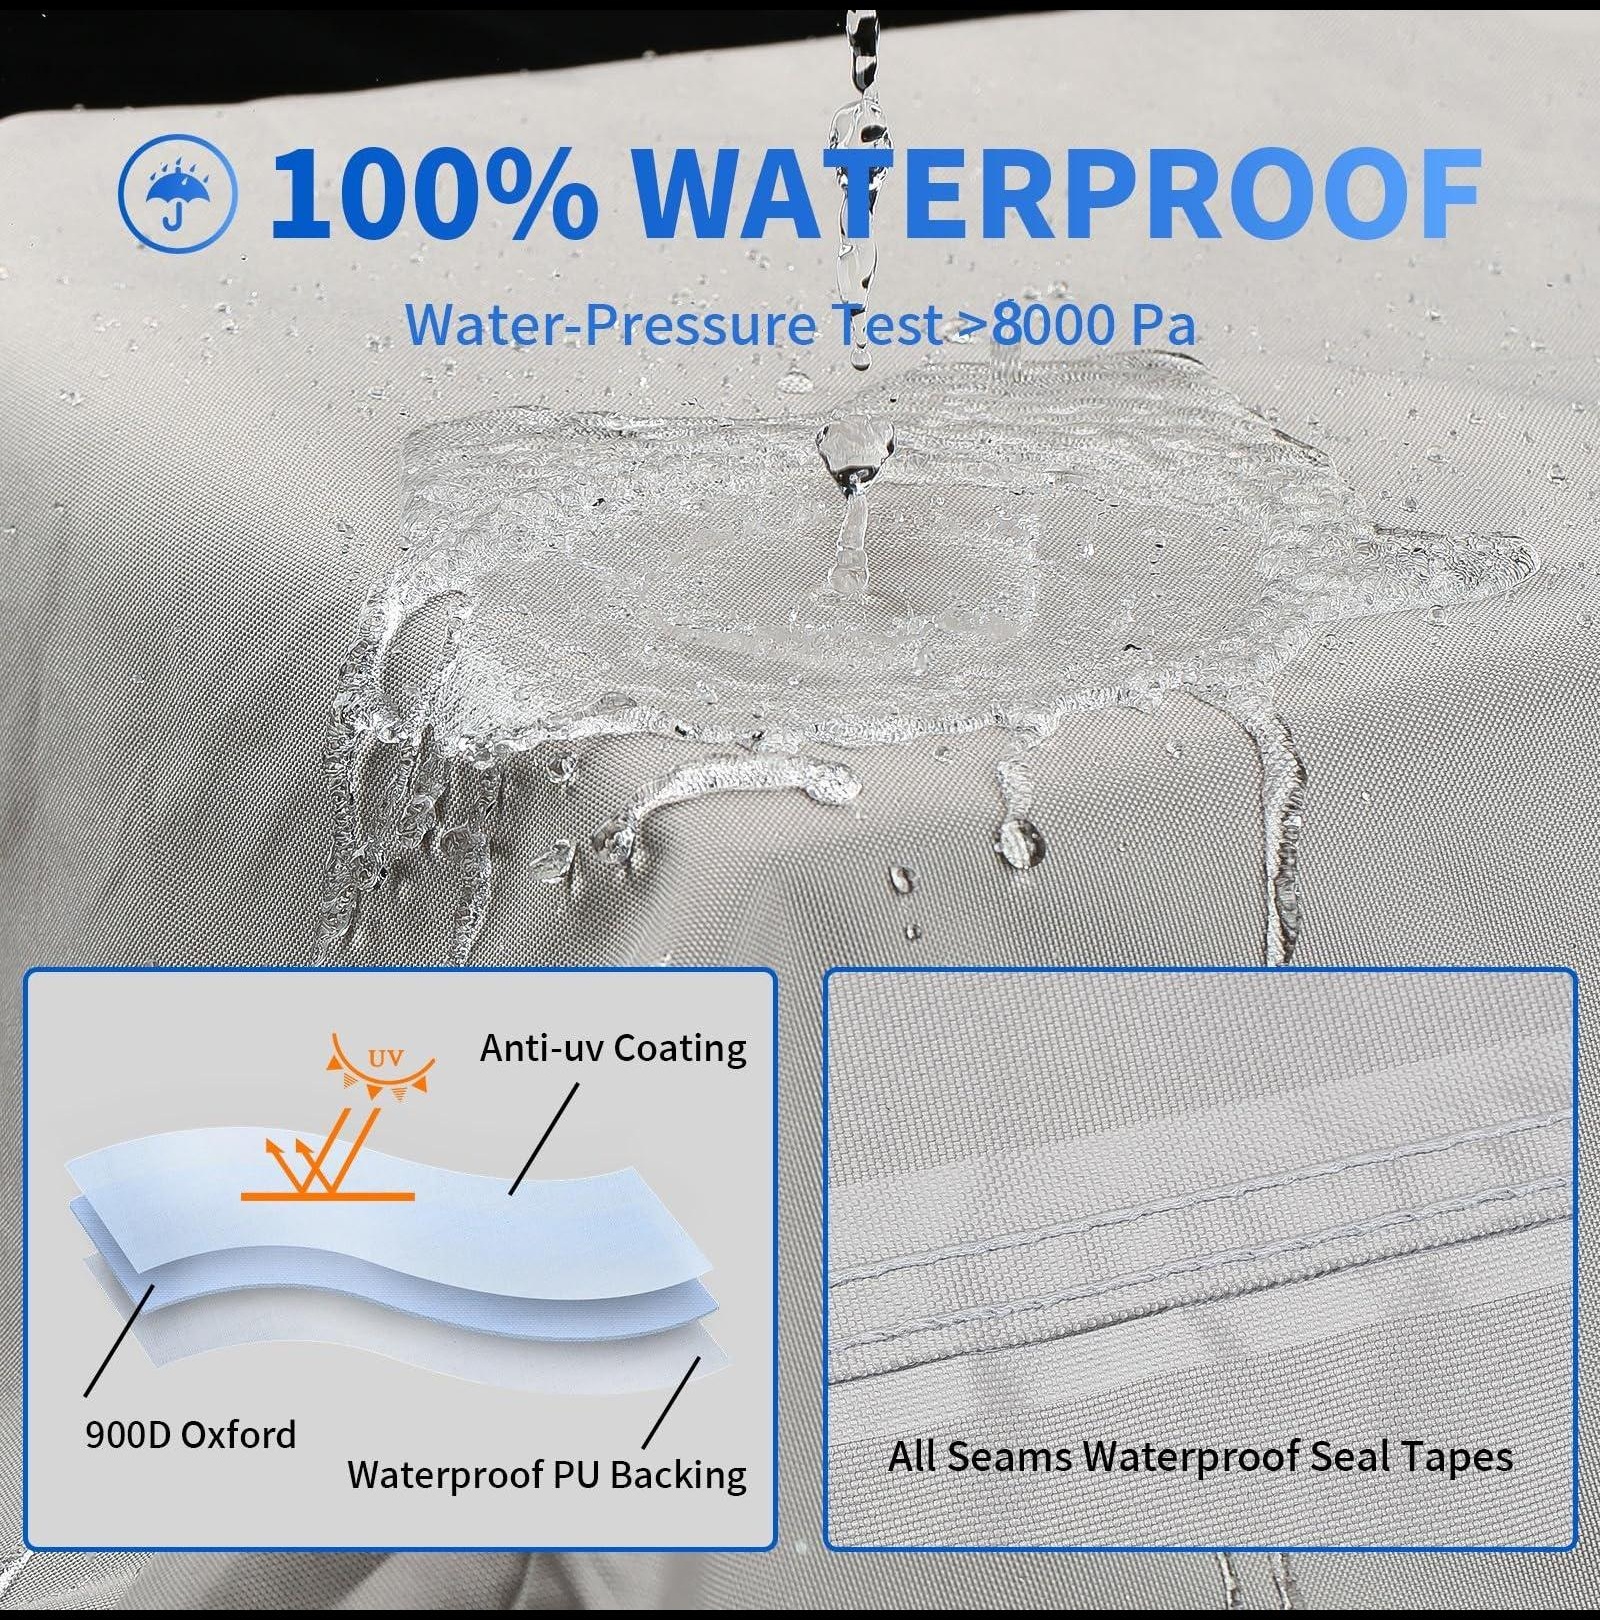 100% WATERPROOF
Water-Pressure Test >8000 Pa
UV
Anti-uv Coating
900D Oxford
Waterproof PU Backing
All Seams Waterproof Seal Tapes